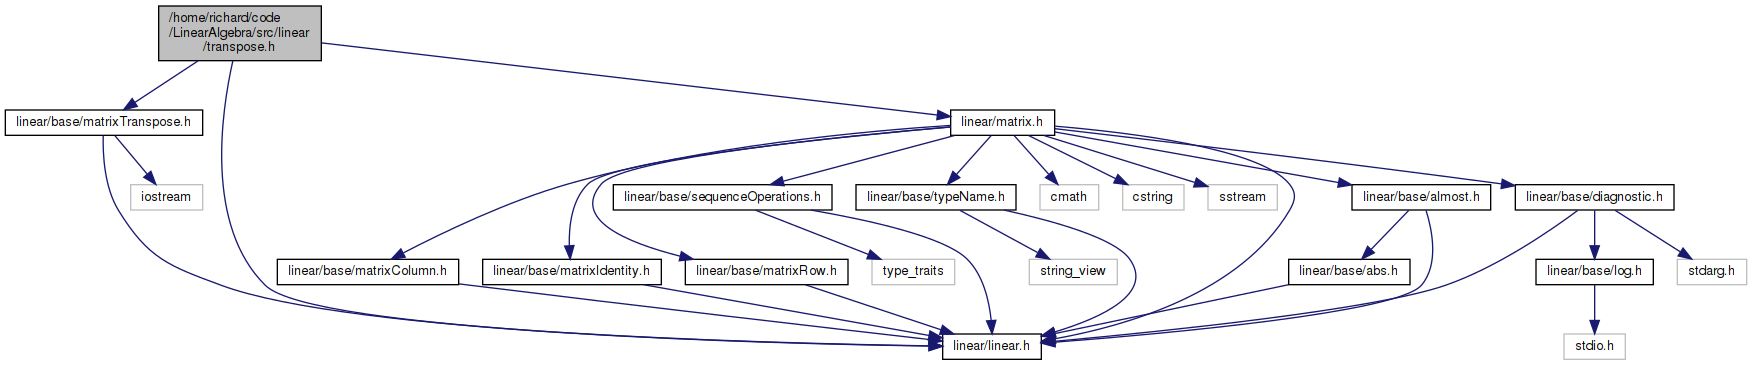 /home/richard/code
/LinearAlgebra/src/linear
/transpose.h
linear/base/matrixTranspose.h
linear/matrix.h
iostream
linear/base/sequenceOperations.h
linear/base/typeName.h
cmath
cstring
sstream
linear/base/almost.h
linear/base/diagnostic.h
linear/base/matrixColumn.h
linear/base/matrixIdentity.h
linear/base/matrixRow.h
type_traits
string_view
linear/base/abs.h
linear/base/log.h
stdarg.h
linear/linear.h
stdio.h